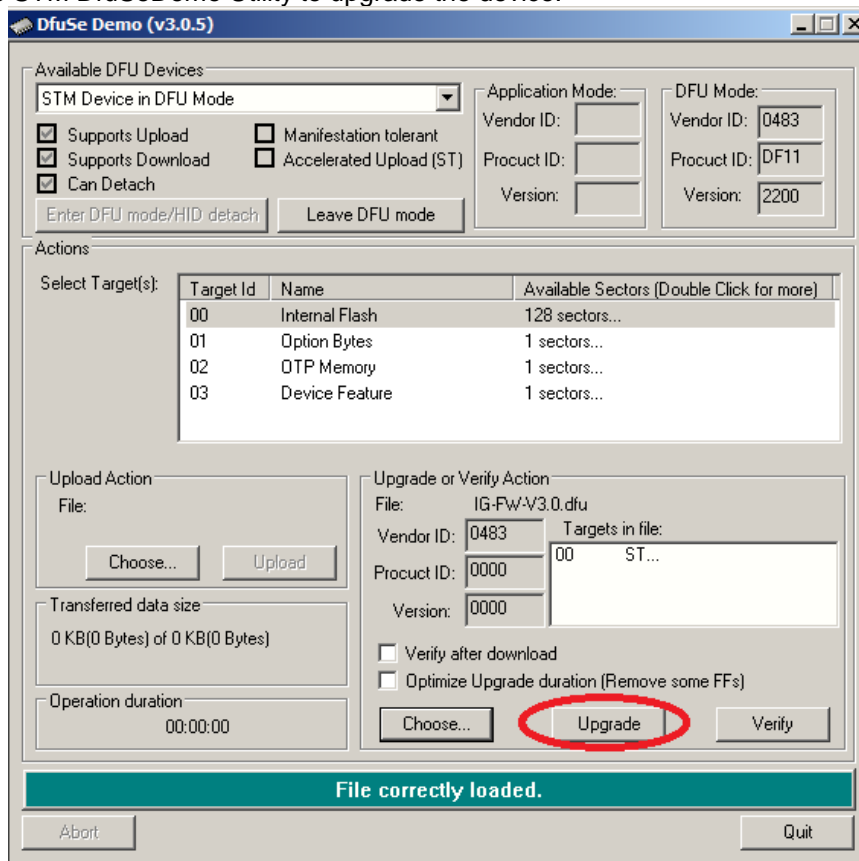 STM DfuSeDemo Utility to upgrade the device.
DfuSe Demo (v3.0.5)
Available DFU Devices
STM Device in DFU Mode
Supports Upload
Manifestation tolerant
Supports Download
Accelerated Upload (ST)
Can Detach
Enter DFU mode/HID detach
Leave DFU mode
Application Mode:
Vendor ID:
Procuct ID:
Version:
DFU Mode:
Vendor ID: 0483
Procuct ID: DF11
Version: 2200
Actions
Select Target(s):
Target Id Name Available Sectors (Double Click for more)
00 Internal Flash 128 sectors...
01 Option Bytes 1 sectors...
02 OTP Memory 1 sectors...
03 Device Feature 1 sectors...
Upload Action
File:
Choose... Upload
Transferred data size
0 KB(0 Bytes) of 0 KB(0 Bytes)
Operation duration
00:00:00
Upgrade or Verify Action
File: IG-FW-V3.0.dfu
Vendor ID: 0483
Procuct ID: 0000
Version: 0000
Targets in file:
00 ST...
Verify after download
Optimize Upgrade duration (Remove some FFs)
Choose... Upgrade Verify
File correctly loaded.
Abort Quit